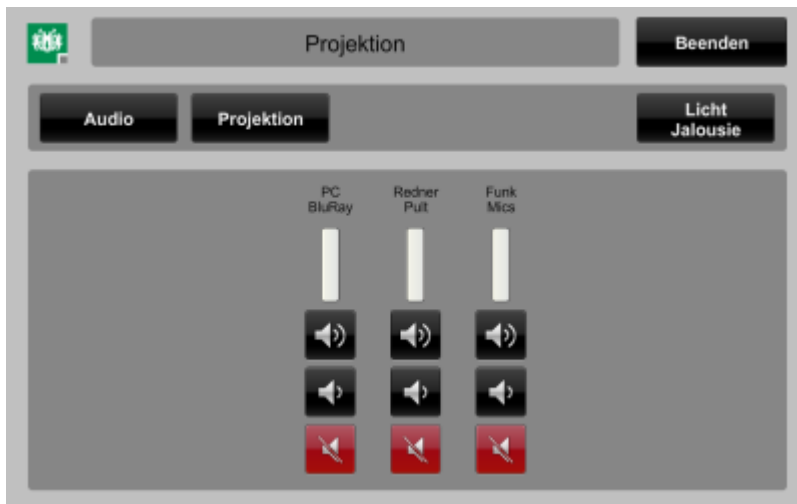 Projektion
Beenden
Audio
Projektion
Licht
Jalousie
PC
BluRay
Redner
Pult
Funk
Mics